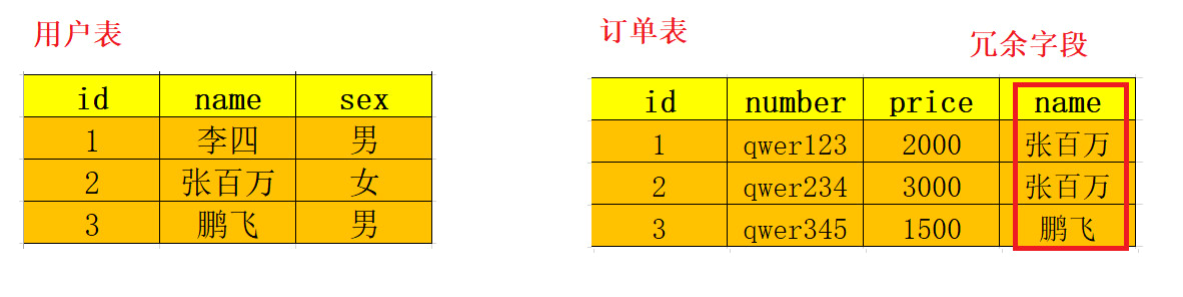 用户表
id name sex
1 李四 男
2 张百万 女
3 鹏飞 男
订单表
冗余字段
id number price name
1 qwer123 2000 张百万
2 qwer234 3000 张百万
3 qwer345 1500 鹏飞